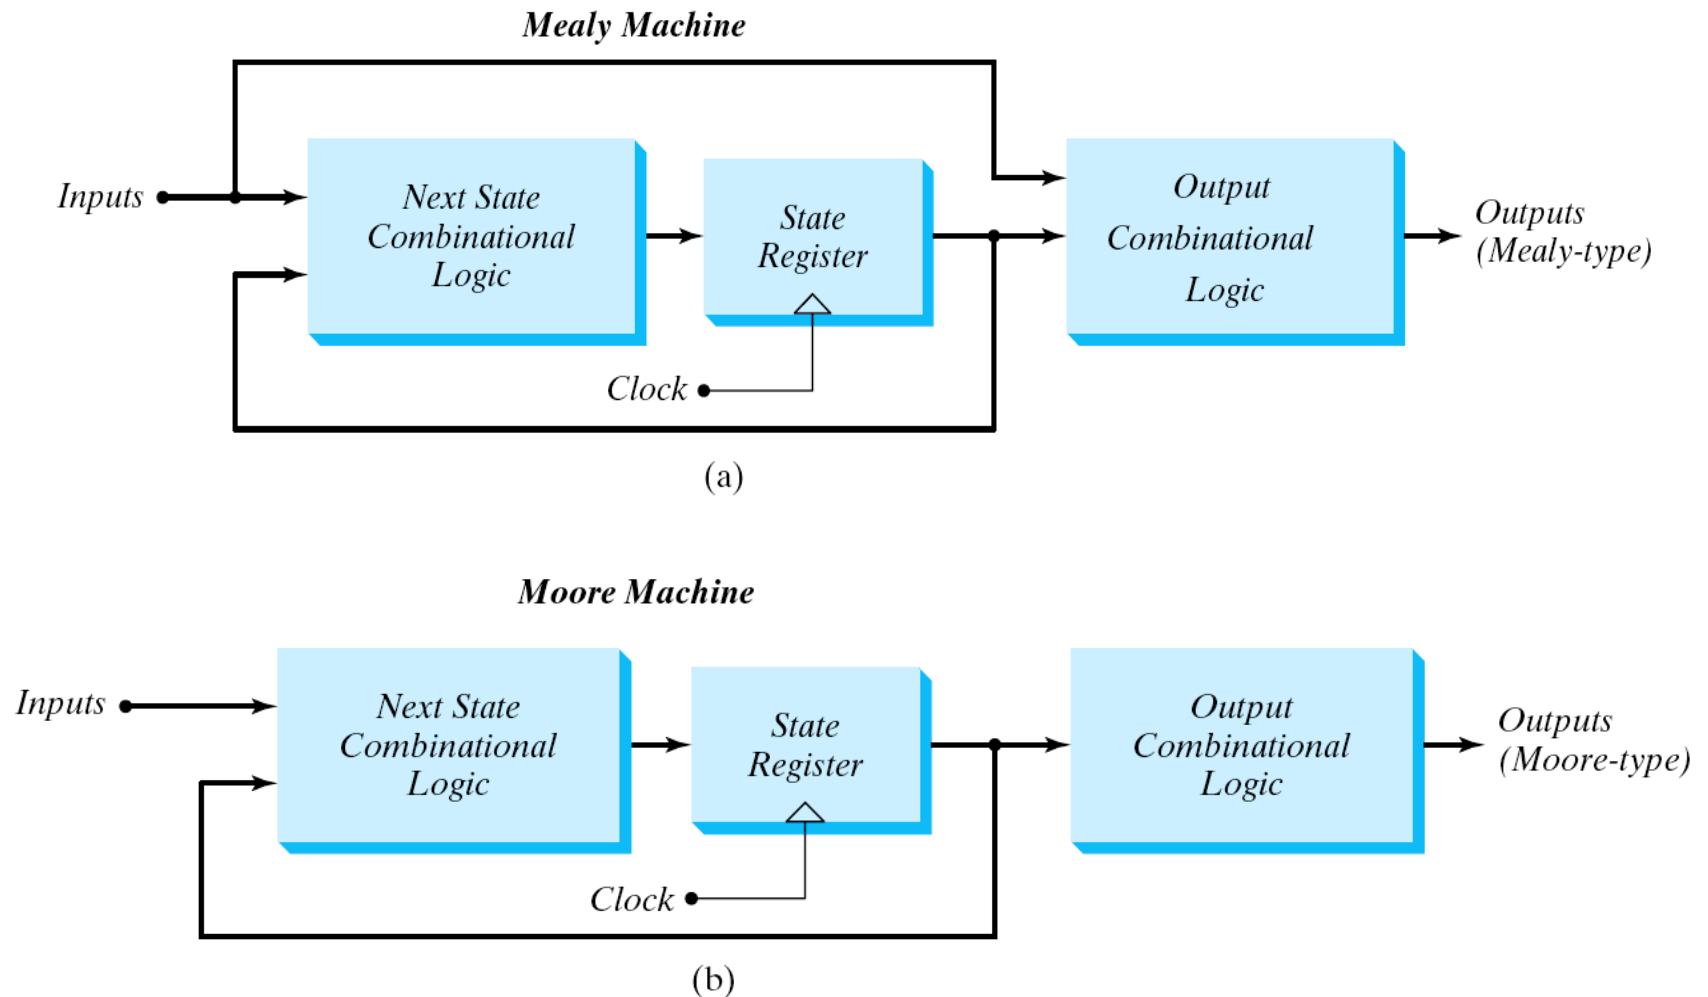 Mealy Machine
Inputs
Next State
Combinational
Logic
State
Register
Clock
Output
Combinational
Logic
Outputs
(Mealy-type)
(a)
Moore Machine
Inputs
Next State
Combinational
Logic
State
Register
Clock
Output
Combinational
Logic
Outputs
(Moore-type)
(b)